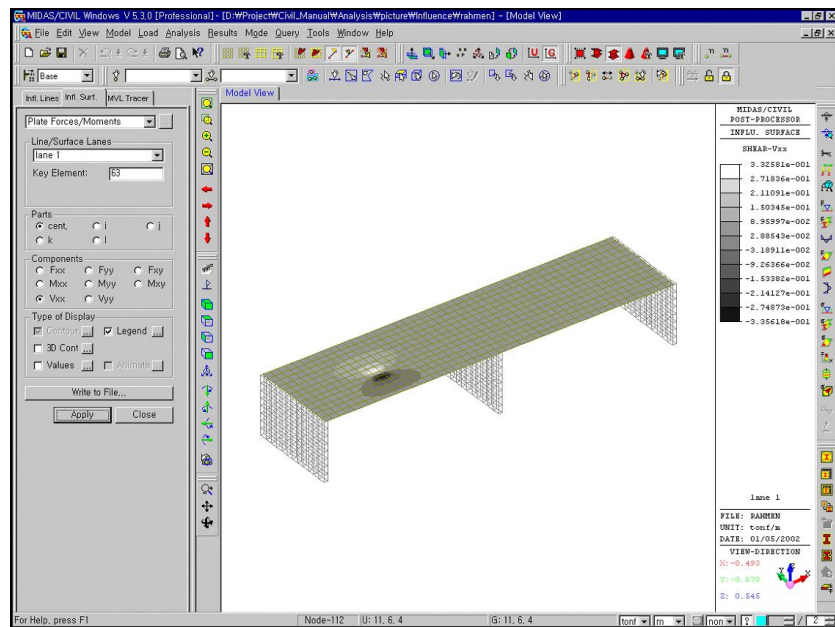 MIDAS/CIVIL Windows V 5,3,0 [Professional] - [D:₩Project₩Civil_Manual₩Analysis₩picture₩Influence₩rahmen] - [Model View]
File Edit View Model Load Analysis Results Mode Query Tools Window Help
Base
Infl, Lines Infl, Surf, MVL Tracer
Model View
Plate Forces/Moments
Line/Surface Lanes
lane 1
Key Element: 63
Parts
cent, i j
k l
Components
Fxx Fyy Fxy
Mxx Myy Mxy
Vxx Vyy
Type of Display
Contour ... Legend ...
3D Cont ...
Values ... Animate ...
Write to File...
Apply Close
MIDAS/CIVIL
POST-PROCESSOR
INFLU. SURFACE
SHEAR-Vxx
3.32581e-001
2.71836e-001
2.11091e-001
1.50345e-001
8.95997e-002
2.88543e-002
-3.18911e-002
-9.26366e-002
-1.53382e-001
-2.14127e-001
-2.74873e-001
-3.35618e-001
lane 1
FILE: RAHMEN
UNIT: tonf/m
DATE: 01/05/2002
VIEW-DIRECTION
X:-0.493
Y:-0.679
Z: 0.545
For Help, press F1 Node-112 U: 11, 6, 4 G: 11, 6, 4 tonf m non ? / 2